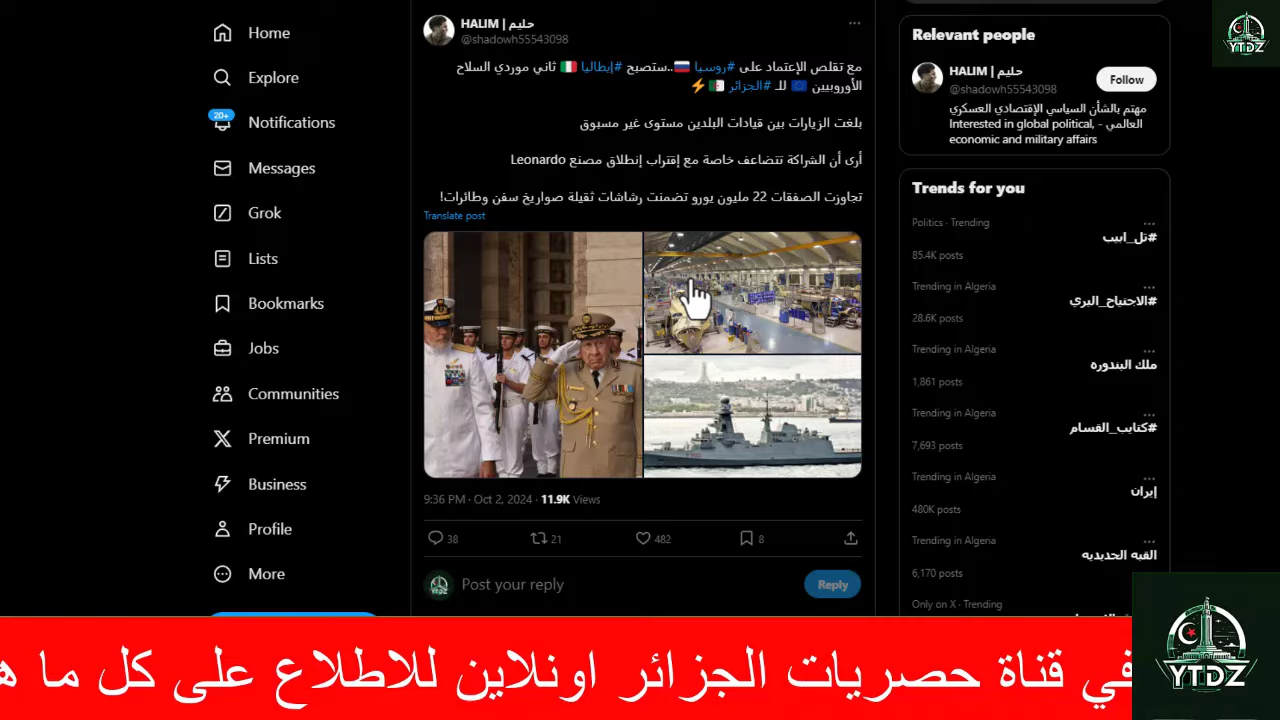 Home
Explore
20+
Notifications
Messages
Grok
Lists
Bookmarks
Jobs
Communities
Premium
Business
Profile
More
HALIM | حليم
@shadowh55543098
مع تقلص الإعتماد على #روسيا 🇷🇺..ستصبح #إيطاليا 🇮🇹 ثاني موردي السلاح
الأوروبيين 🇪🇺 للـ #الجزائر 🇩🇿⚡
بلغت الزيارات بين قيادات البلدين مستوى غير مسبوق
أرى أن الشراكة تتضاعف خاصة مع إقتراب إنطلاق مصنع Leonardo
تجاوزت الصفقات 22 مليون يورو تضمنت رشاشات ثقيلة صواريخ سفن وطائرات!
Translate post
9:36 PM · Oct 2, 2024 · 11.9K Views
38
21
482
8
Post your reply
Reply
Relevant people
HALIM | حليم
@shadowh55543098
Follow
مهتم بالشأن السياسي الإقتصادي العسكري
العالمي - Interested in global political,
economic and military affairs
Trends for you
Politics · Trending
#تل_ابيب
85.4K posts
Trending in Algeria
#الاجتياح_البري
28.6K posts
Trending in Algeria
ملك البندورة
1,861 posts
Trending in Algeria
#كتايب_القسام
7,693 posts
Trending in Algeria
إيران
480K posts
Trending in Algeria
القبه الحديديه
6,170 posts
Only on X · Trending
YTDZ
في قناة حصريات الجزائر اونلاين للاطلاع على كل ما ه
YTDZ